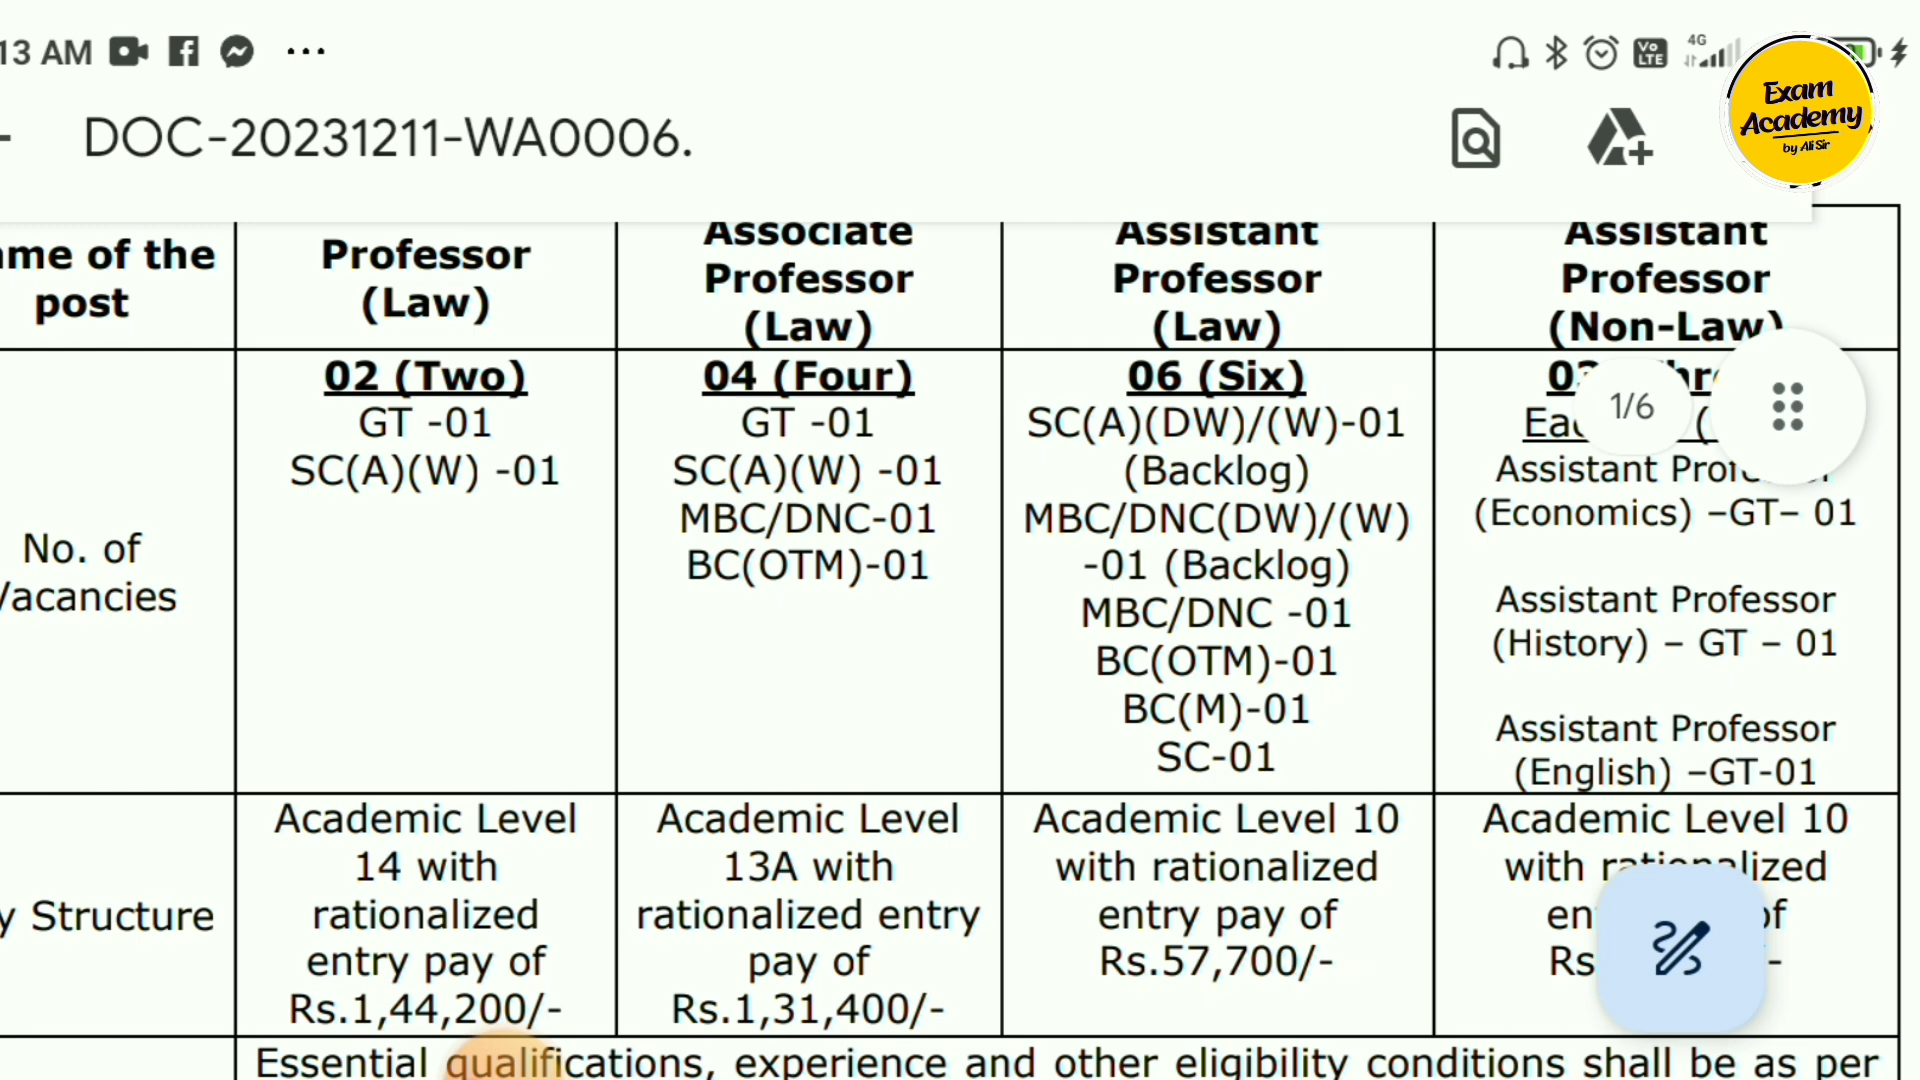 13 AM
4G
Vo
LTE
DOC-20231211-WA0006.
Exam
Academy
by Ali Sir
me of the
post
Professor
(Law)
Associate
Professor
(Law)
Assistant
Professor
(Law)
Assistant
Professor
(Non-Law)
No. of
Vacancies
02 (Two)
GT -01
SC(A)(W) -01
04 (Four)
GT -01
SC(A)(W) -01
MBC/DNC-01
BC(OTM)-01
06 (Six)
SC(A)(DW)/(W)-01
(Backlog)
MBC/DNC(DW)/(W)
-01 (Backlog)
MBC/DNC -01
BC(OTM)-01
BC(M)-01
SC-01
1/6
Assistant
(Economics) –GT– 01
Assistant Professor
(History) – GT – 01
Assistant Professor
(English) –GT-01
y Structure
Academic Level
14 with
rationalized
entry pay of
Rs.1,44,200/-
Academic Level
13A with
rationalized entry
pay of
Rs.1,31,400/-
Academic Level 10
with rationalized
entry pay of
Rs.57,700/-
Academic Level 10
with rationalized
of
Rs
Essential qualifications, experience and other eligibility conditions shall be as per